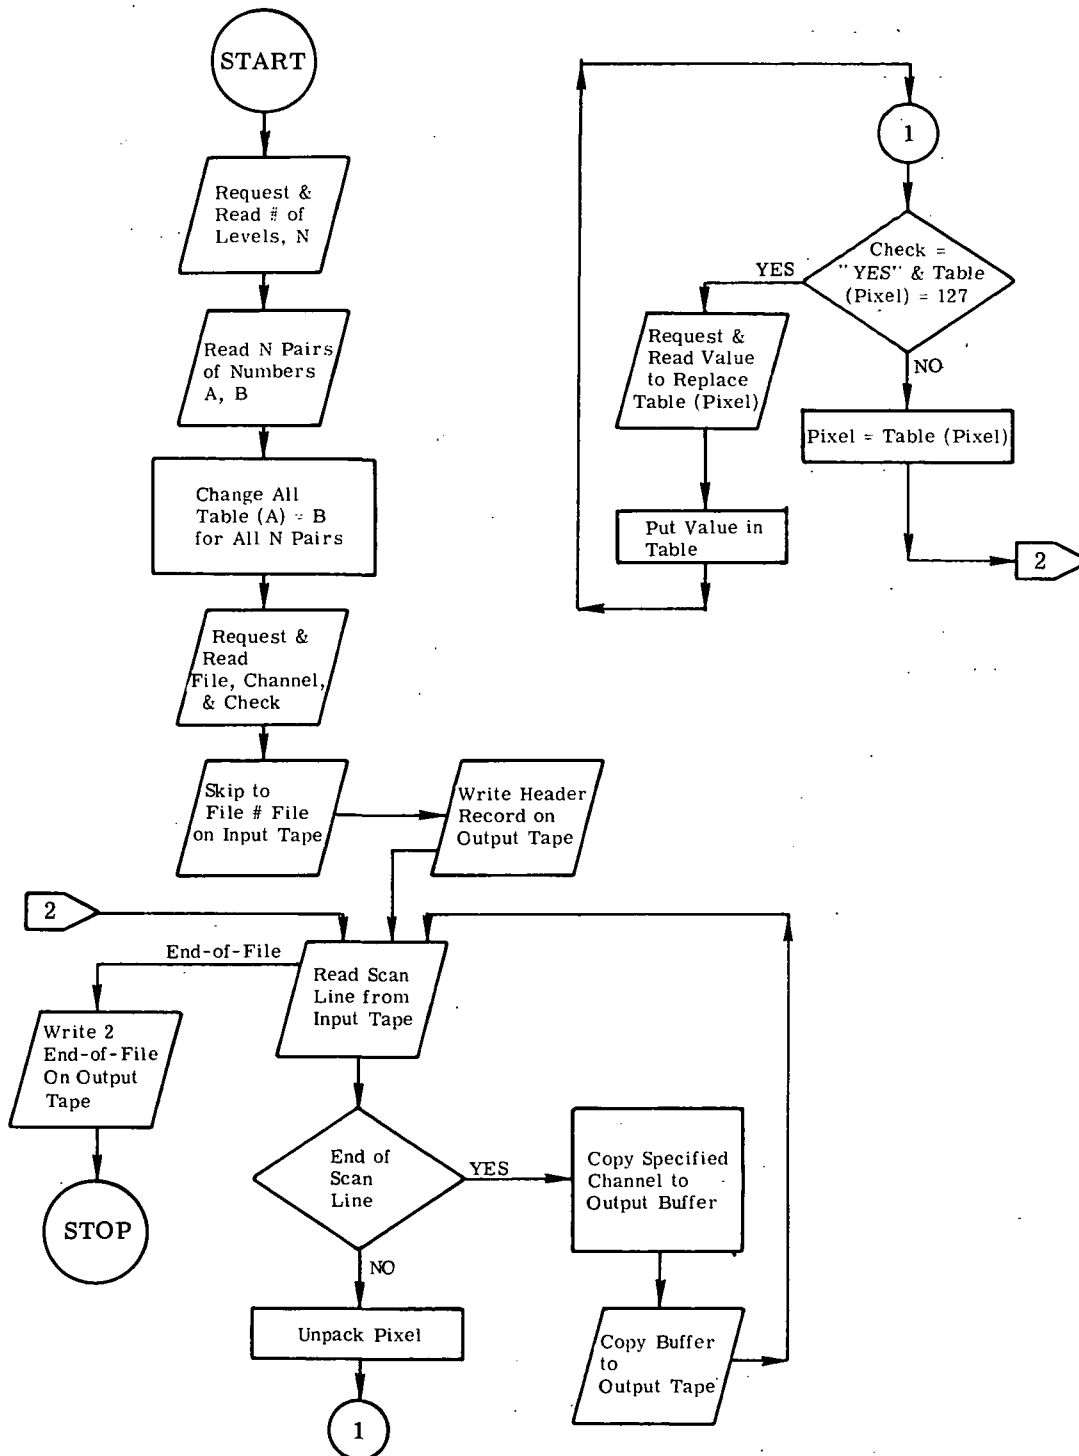 START
Request &
Read # of
Levels, N
Read N Pairs
of Numbers
A, B
Change All
Table (A) = B
for All N Pairs
Request &
Read
File, Channel,
& Check
Skip to
File # File
on Input Tape
Write Header
Record on
Output Tape
2
End-of-File
Read Scan
Line from
Input Tape
Write 2
End-of-File
On Output
Tape
STOP
End of
Scan
Line
YES
Copy Specified
Channel to
Output Buffer
NO
Unpack Pixel
Copy Buffer
to
Output Tape
1
1
Check =
"YES" & Table
(Pixel) = 127
YES
Request &
Read Value
to Replace
Table (Pixel)
NO
Pixel = Table (Pixel)
Put Value in
Table
2